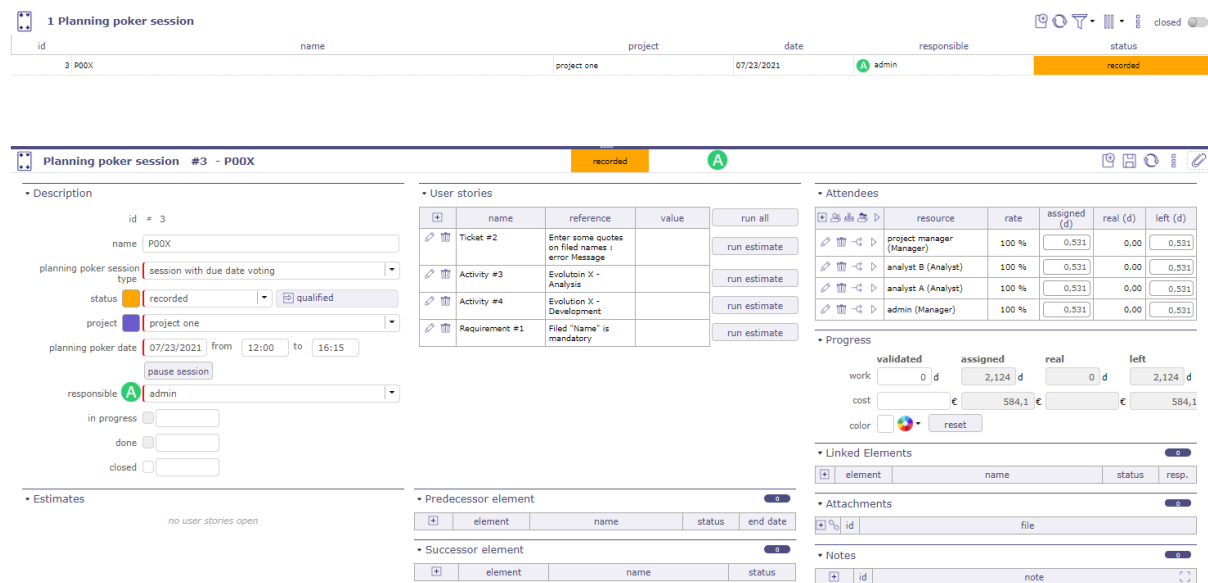 1 Planning poker session
closed
id name project date responsible status
3 P00X project one 07/23/2021 A admin recorded
Planning poker session #3 - P00X recorded A
Description
id # 3
name P00X
planning poker session type session with due date voting
status recorded qualified
project project one
planning poker date 07/23/2021 from 12:00 to 16:15
pause session
responsible A admin
in progress
done
closed
Estimates
no user stories open
User stories
name reference value run all
Ticket #2 Enter some quotes on filed names : error Message run estimate
Activity #3 Evolutoin X - Analysis run estimate
Activity #4 Evolution X - Development run estimate
Requirement #1 Filed "Name" is mandatory run estimate
Predecessor element 0
element name status end date
Successor element 0
element name status
Attendees
resource rate assigned (d) real (d) left (d)
project manager (Manager) 100 % 0,531 0,00 0,531
analyst B (Analyst) 100 % 0,531 0,00 0,531
analyst A (Analyst) 100 % 0,531 0,00 0,531
admin (Manager) 100 % 0,531 0,00 0,531
Progress
validated assigned real left
work 0 d 2,124 d 0 d 2,124 d
cost € 584,1 € € 584,1
color reset
Linked Elements 0
element name status resp.
Attachments 0
id file
Notes 0
id note